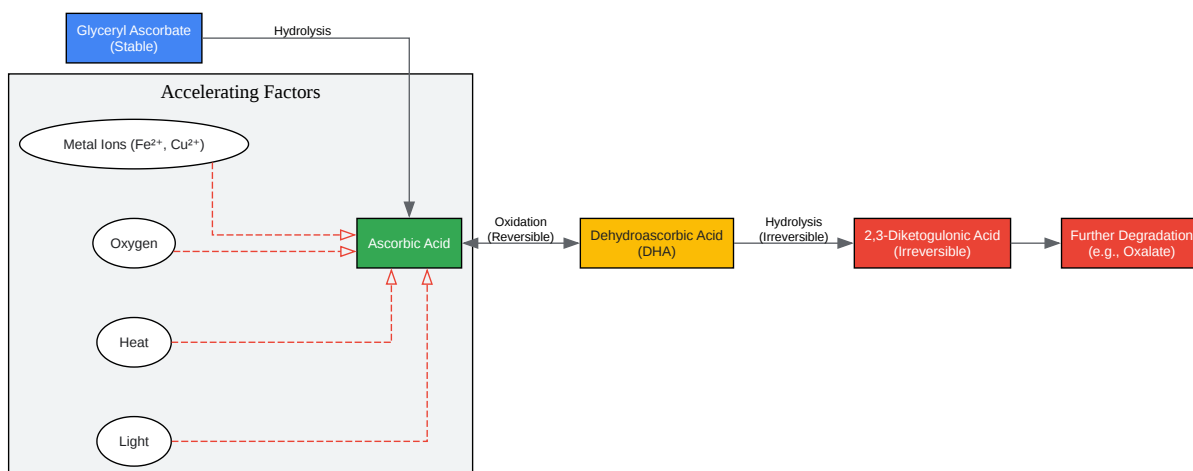 Glyceryl Ascorbate
(Stable)
Hydrolysis
Accelerating Factors
Metal Ions (Fe²⁺, Cu²⁺)
Oxygen
Heat
Light
Ascorbic Acid
Oxidation
(Reversible)
Dehydroascorbic Acid
(DHA)
Hydrolysis
(Irreversible)
2,3-Diketogulonic Acid
(Irreversible)
Further Degradation
(e.g., Oxalate)